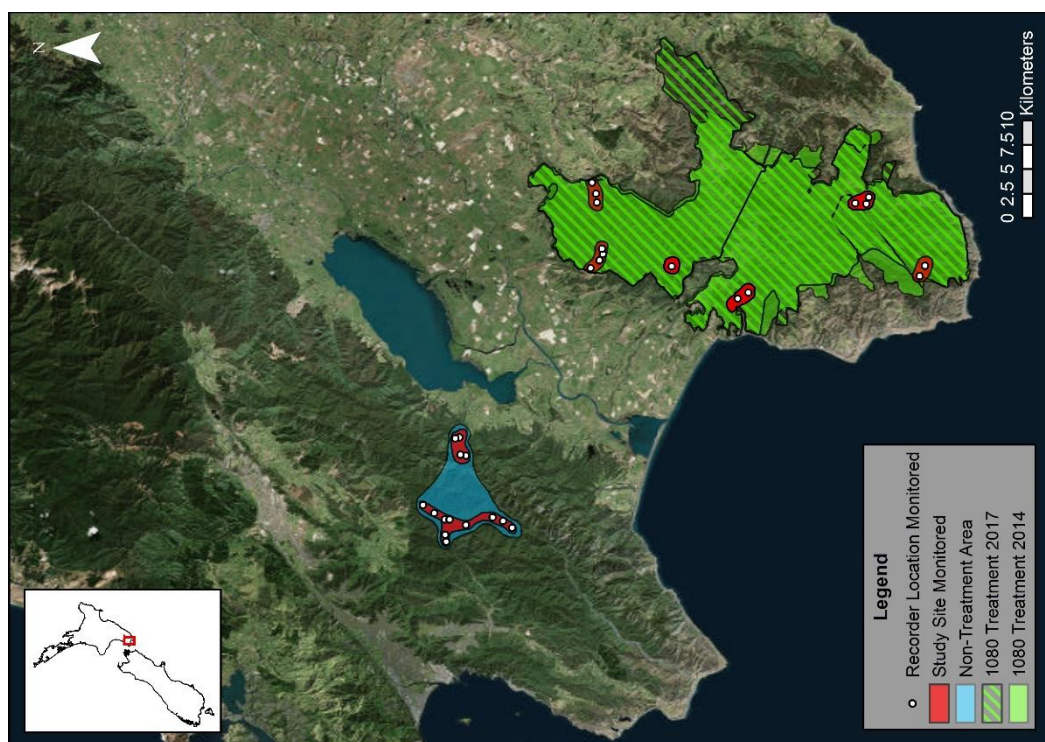 N
0 2.5 5 7.5 10
Kilometers
Legend
Recorder Location Monitored
Study Site Monitored
Non-Treatment Area
1080 Treatment 2017
1080 Treatment 2014